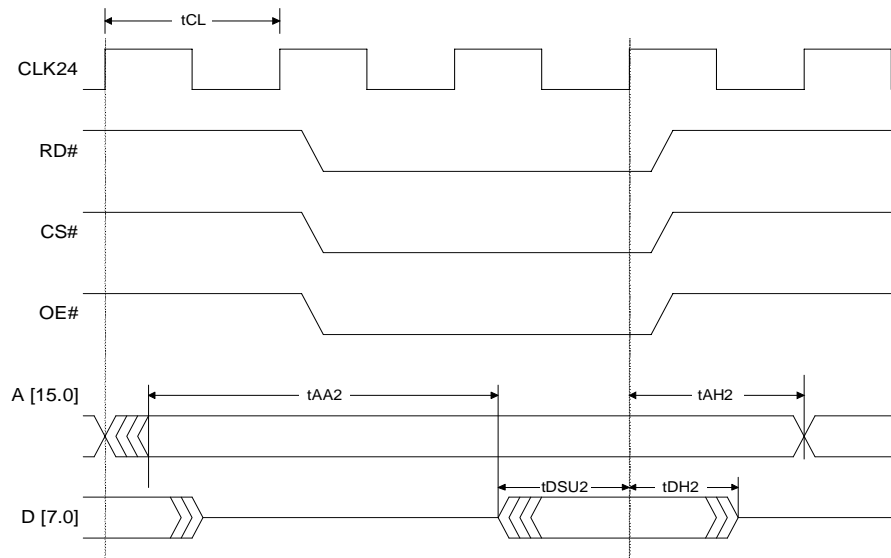 tCL
CLK24
RD#
CS#
OE#
A [15.0]
tAA2
tAH2
tDSU2
tDH2
D [7.0]